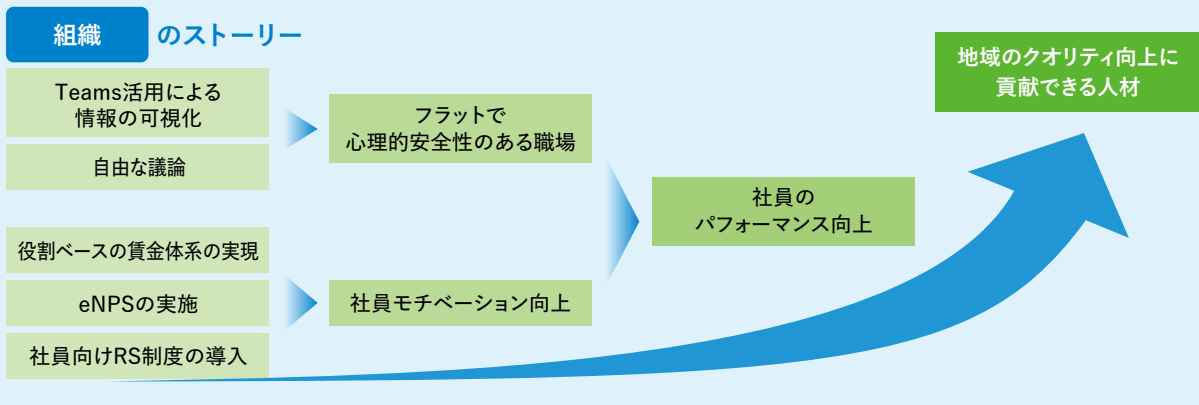 組織 のストーリー
Teams活用による
情報の可視化
自由な議論
フラットで
心理的安全性のある職場
役割ベースの賃金体系の実現
eNPSの実施
社員向けRS制度の導入
社員モチベーション向上
社員の
パフォーマンス向上
地域のクオリティ向上に
貢献できる人材